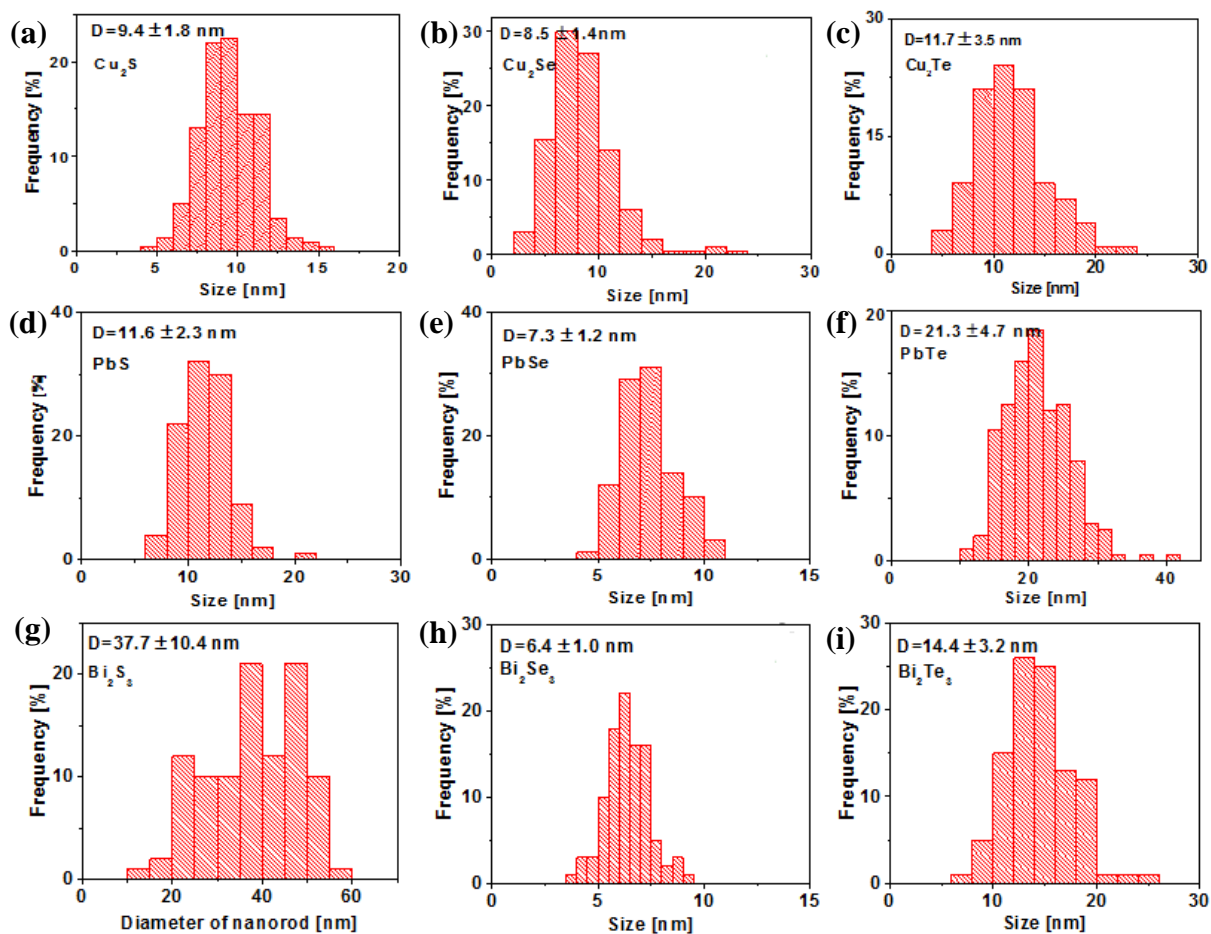 (a)
D=9.4 ±1.8 nm
Cu₂S
Frequency [%]
20
10
0
0 5 10 15 20
Size [nm]
(b)
D=8.5 ±1.4nm
Cu₂Se
Frequency [%]
30
20
10
0
0 10 20 30
Size [nm]
(c)
D=11.7±3.5 nm
Cu₂Te
Frequency [%]
30
15
0
0 10 20 30
Size [nm]
(d)
D=11.6 ±2.3 nm
PbS
Frequency [%]
40
20
0
0 10 20 30
Size [nm]
(e)
D=7.3 ±1.2 nm
PbSe
Frequency [%]
40
30
20
10
0
0 5 10 15
Size [nm]
(f)
D=21.3±4.7 nm
PbTe
Frequency [%]
20
10
0
20 40
Size [nm]
(g)
D=37.7±10.4 nm
Bi₂S₃
Frequency [%]
20
10
0
0 20 40 60
Diameter of nanorod [nm]
(h)
D=6.4 ±1.0 nm
Bi₂Se₃
Frequency [%]
30
20
10
0
0 5 10 15
Size [nm]
(i)
D=14.4±3.2 nm
Bi₂Te₃
Frequency [%]
30
20
10
0
10 20 30
Size [nm]